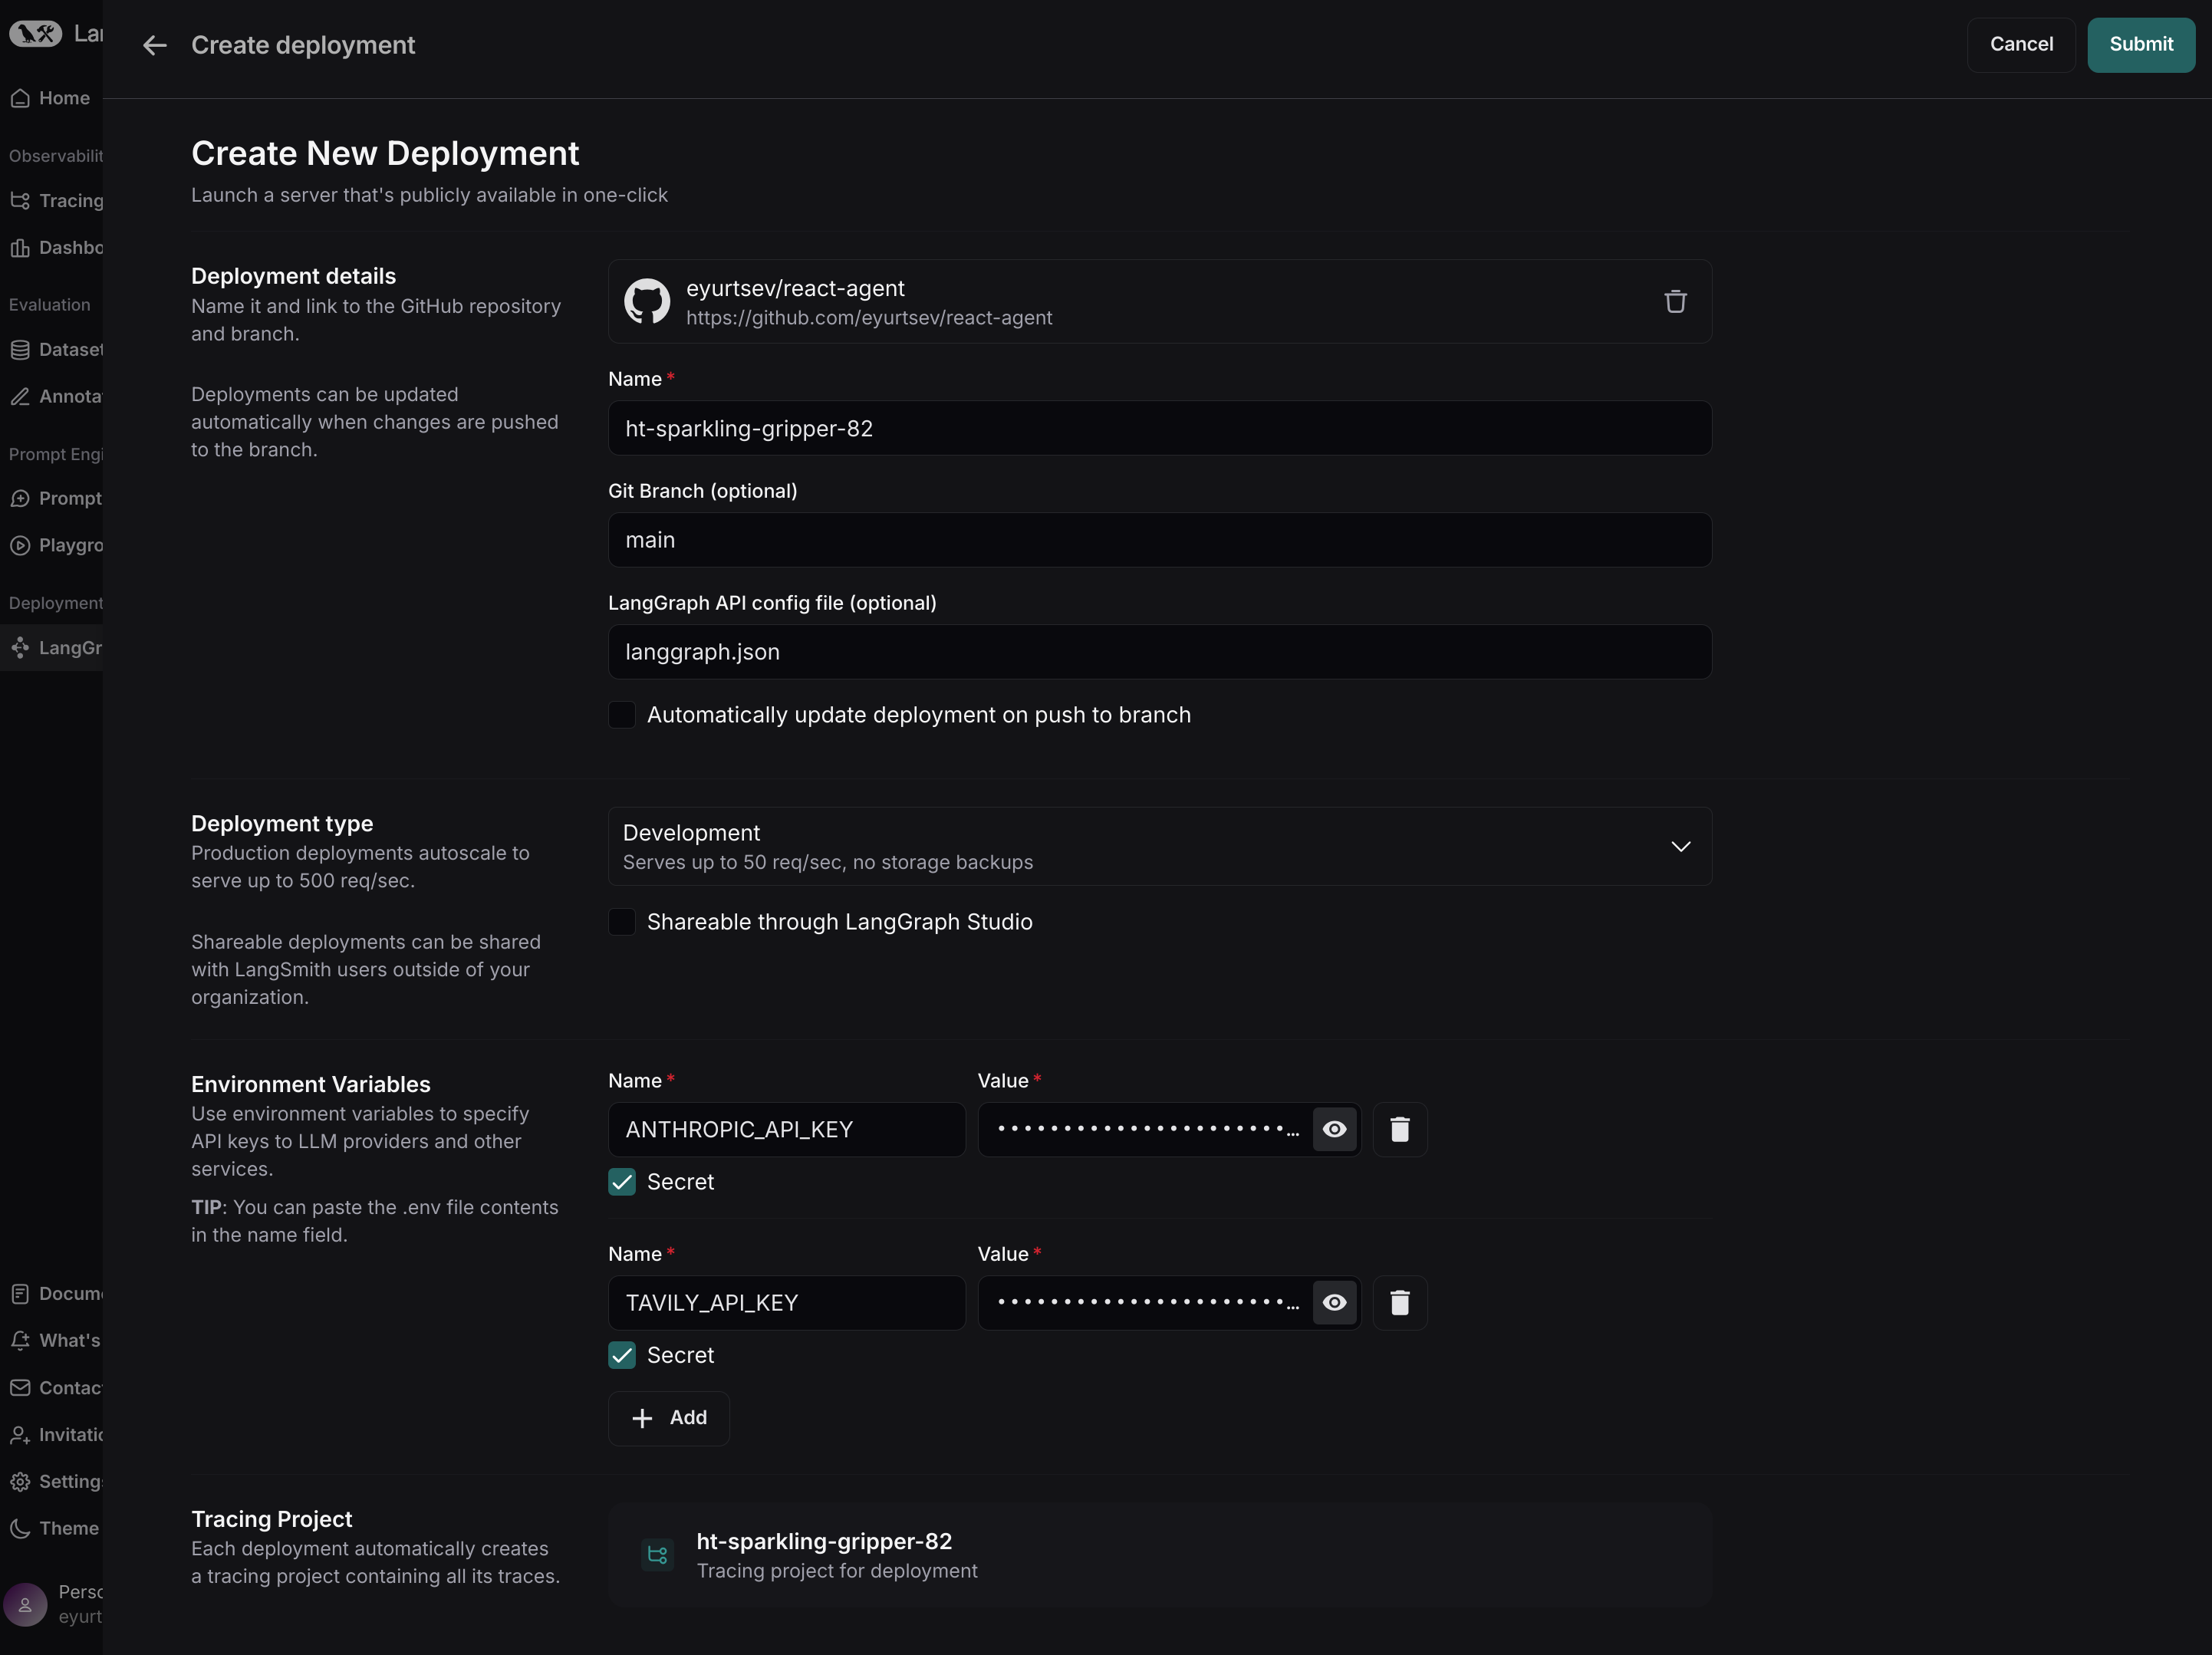 Lar
Home
Observabilit
Tracing
Dashbo
Evaluation
Dataset
Annota
Prompt Engi
Prompt
Playgro
Deployment
LangGr
Docume
What's
Contac
Invitatio
Settings
Theme
Perso
eyurt
Create deployment
Cancel
Submit
Create New Deployment
Launch a server that's publicly available in one-click
Deployment details
Name it and link to the GitHub repository
and branch.
Deployments can be updated
automatically when changes are pushed
to the branch.
eyurtsev/react-agent
https://github.com/eyurtsev/react-agent
Name *
ht-sparkling-gripper-82
Git Branch (optional)
main
LangGraph API config file (optional)
langgraph.json
Automatically update deployment on push to branch
Deployment type
Production deployments autoscale to
serve up to 500 req/sec.
Shareable deployments can be shared
with LangSmith users outside of your
organization.
Development
Serves up to 50 req/sec, no storage backups
Shareable through LangGraph Studio
Environment Variables
Use environment variables to specify
API keys to LLM providers and other
services.
TIP: You can paste the .env file contents
in the name field.
Name * Value *
ANTHROPIC_API_KEY ••••••••••••••••••••••...
Secret
Name * Value *
TAVILY_API_KEY ••••••••••••••••••••••...
Secret
Add
Tracing Project
Each deployment automatically creates
a tracing project containing all its traces.
ht-sparkling-gripper-82
Tracing project for deployment